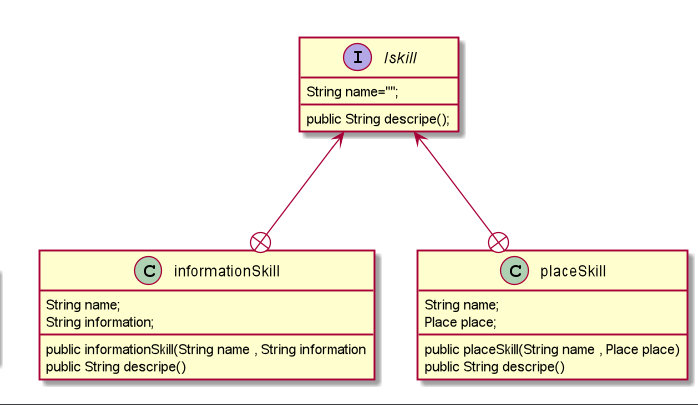 I Iskill
String name="";
public String descripe();
C informationSkill
String name;
String information;
public informationSkill(String name , String information
public String descripe()
C placeSkill
String name;
Place place;
public placeSkill(String name , Place place)
public String descripe()